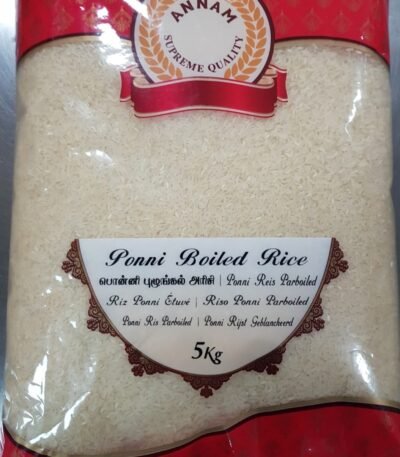 ANNAM
SUPREME QUALITY
Ponni Boiled Rice
பொன்னி புழுங்கல் அரிசி | Ponni Reis Parboiled
Riz Ponni Étuvé | Riso Ponni Parboiled
Ponni Ris Parboiled | Ponni Rijst Geblancheerd
5Kg